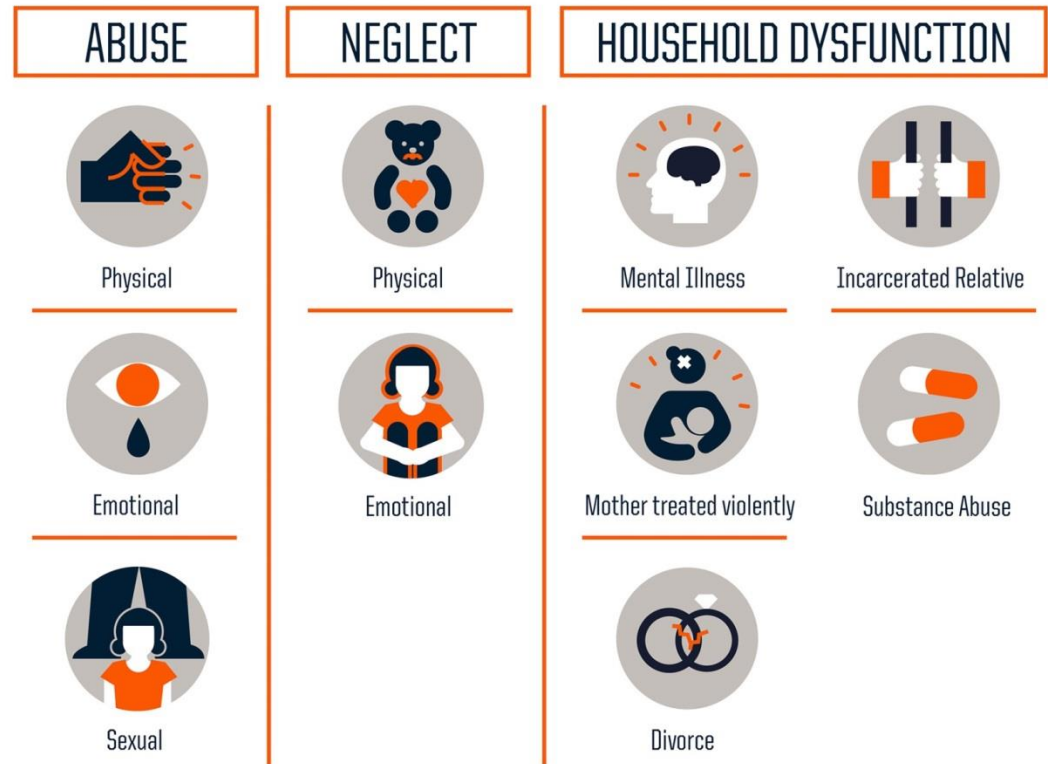 ABUSE
Physical
Emotional
Sexual
NEGLECT
Physical
Emotional
HOUSEHOLD DYSFUNCTION
Mental Illness
Incarcerated Relative
Mother treated violently
Substance Abuse
Divorce